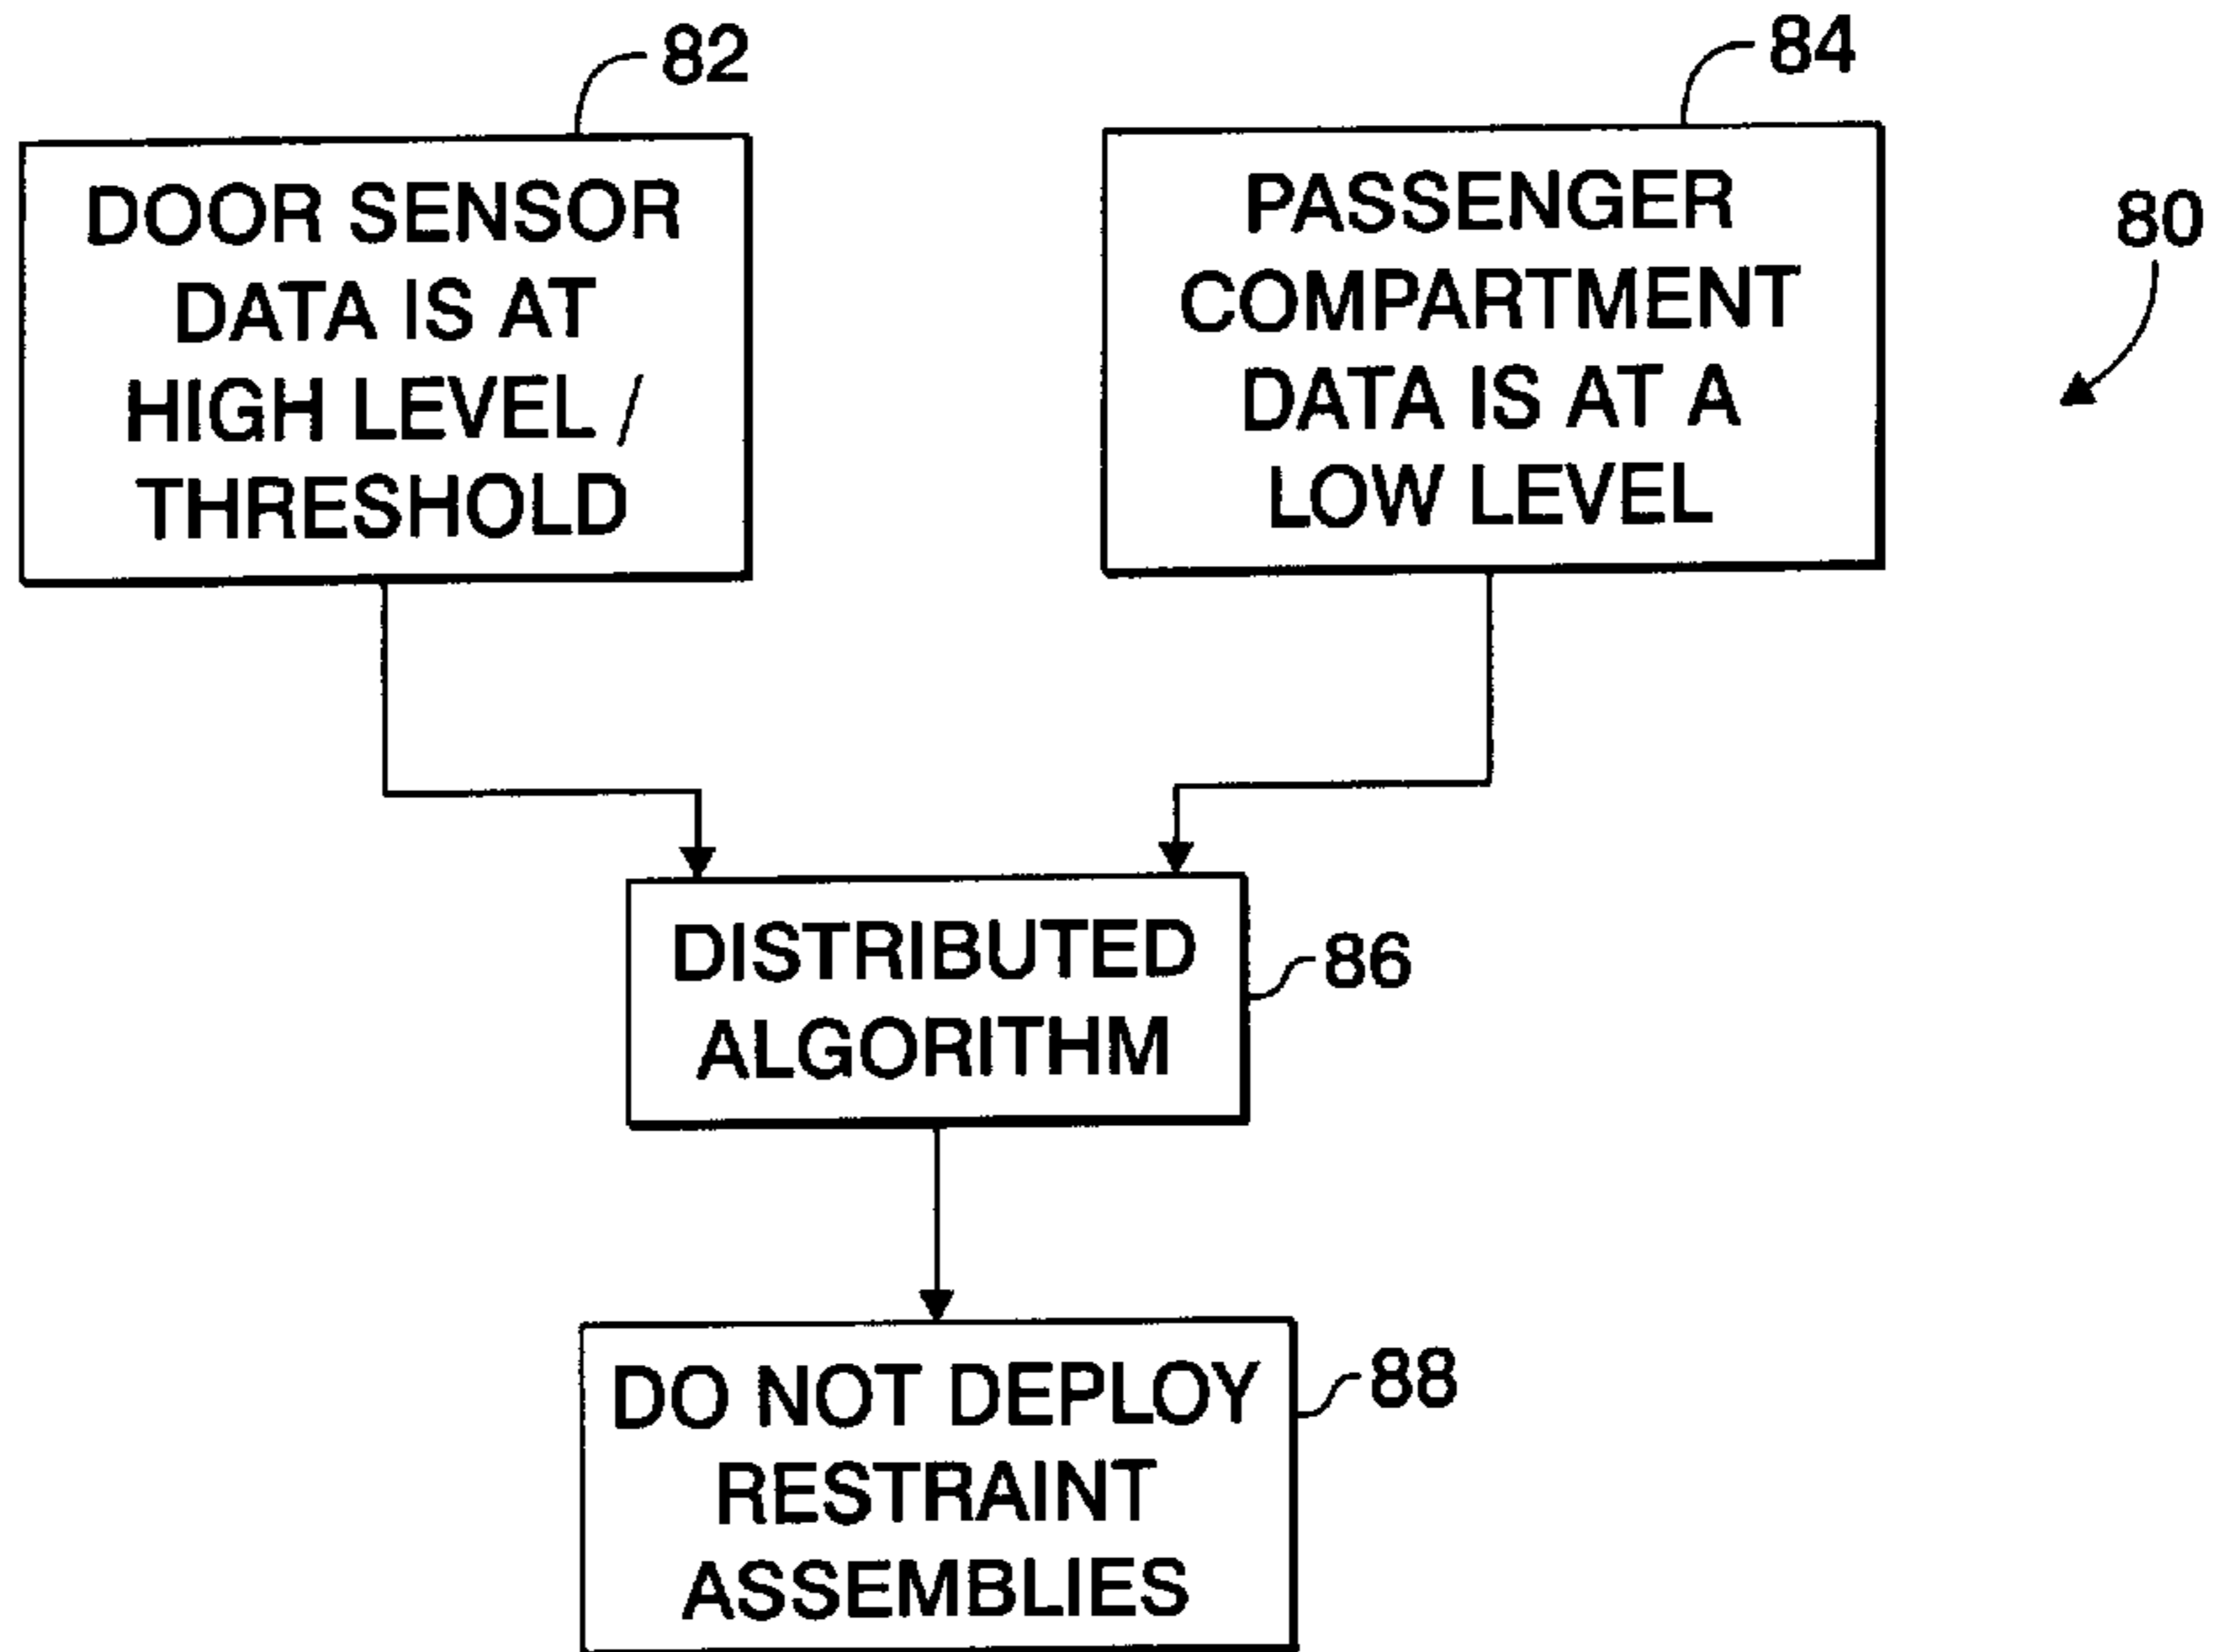 82
DOOR SENSOR
DATA IS AT
HIGH LEVEL /
THRESHOLD
84
PASSENGER
COMPARTMENT
DATA IS AT A
LOW LEVEL
80
DISTRIBUTED
ALGORITHM
86
DO NOT DEPLOY
RESTRAINT
ASSEMBLIES
88